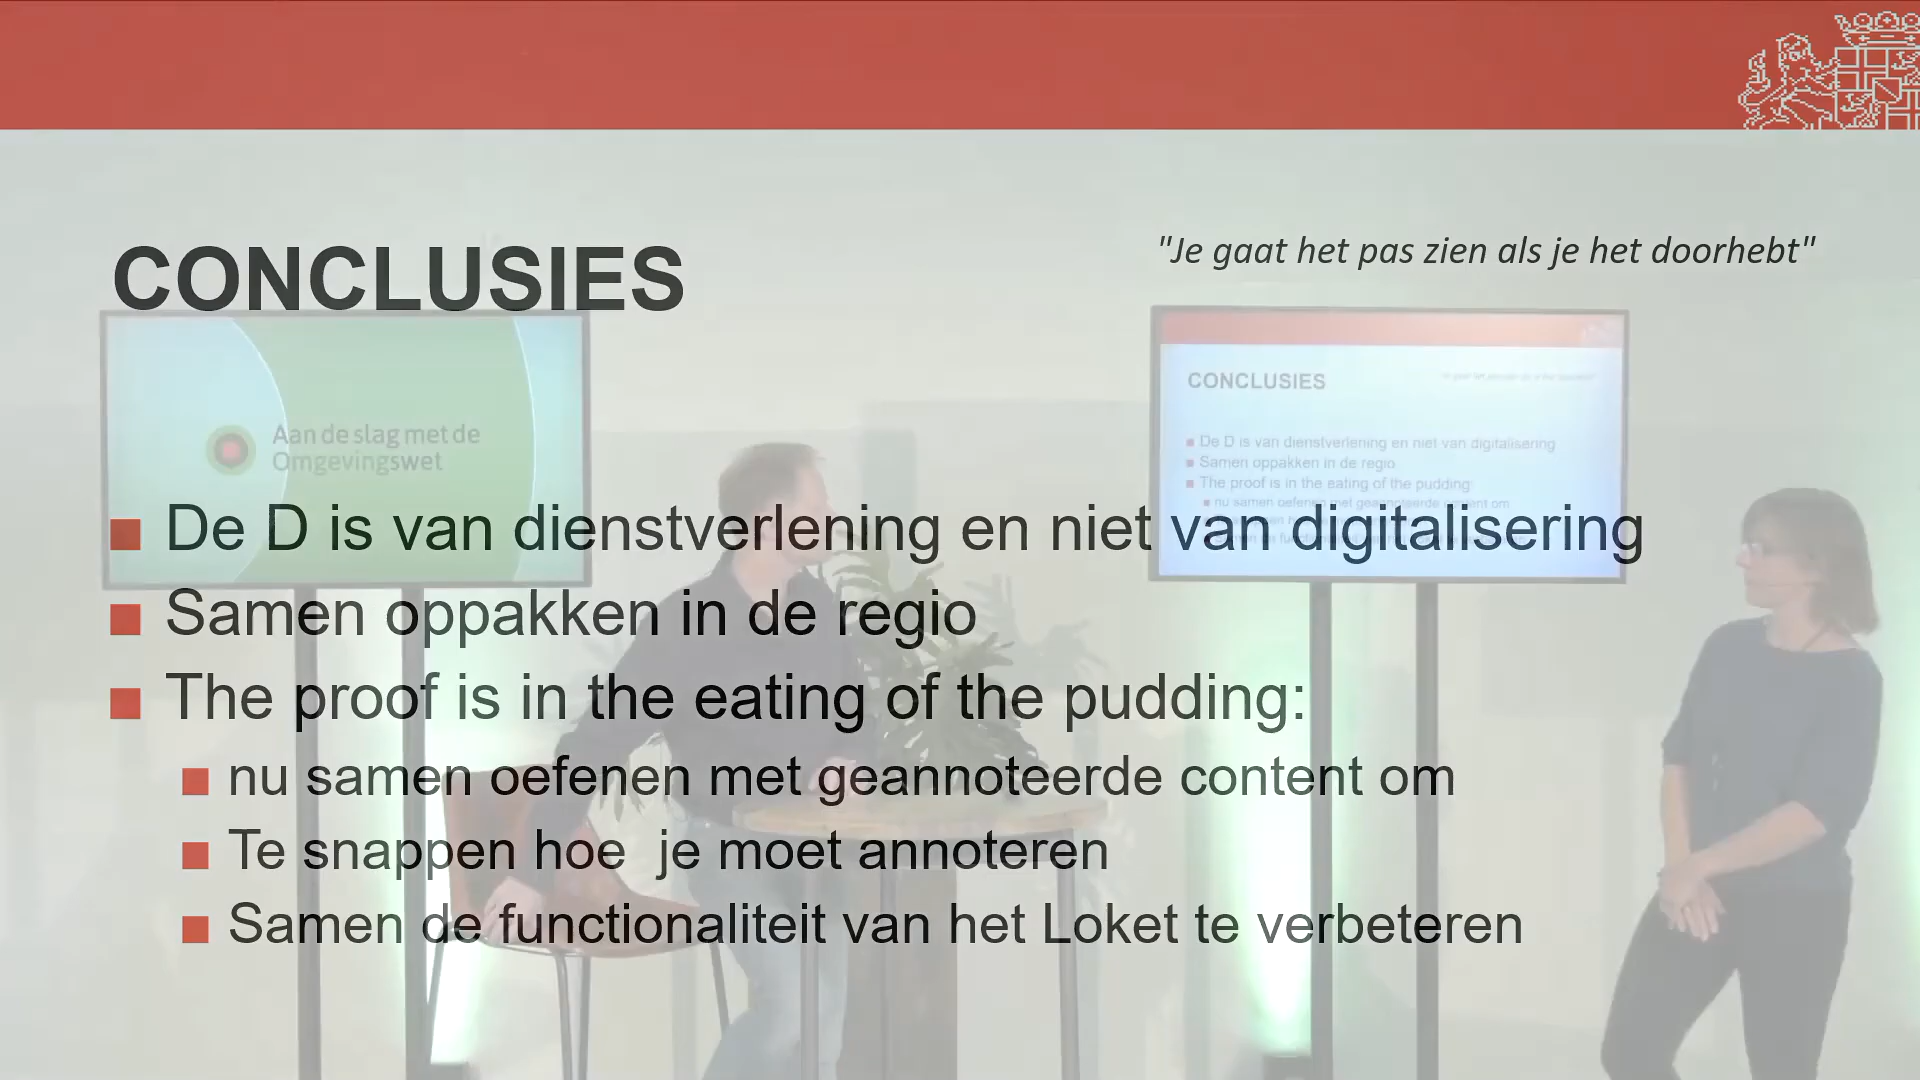 CONCLUSIES
"Je gaat het pas zien als je het doorhebt"
Aan de slag met de
Omgevingswet
CONCLUSIES
De D is van dienstverlening en niet van digitalisering
Samen oppakken in de regio
The proof is in the eating of the pudding:
nu samen oefenen met geannoteerde content om
De D is van dienstverlening en niet van digitalisering
Samen oppakken in de regio
The proof is in the eating of the pudding:
nu samen oefenen met geannoteerde content om
Te snappen hoe  je moet annoteren
Samen de functionaliteit van het Loket te verbeteren